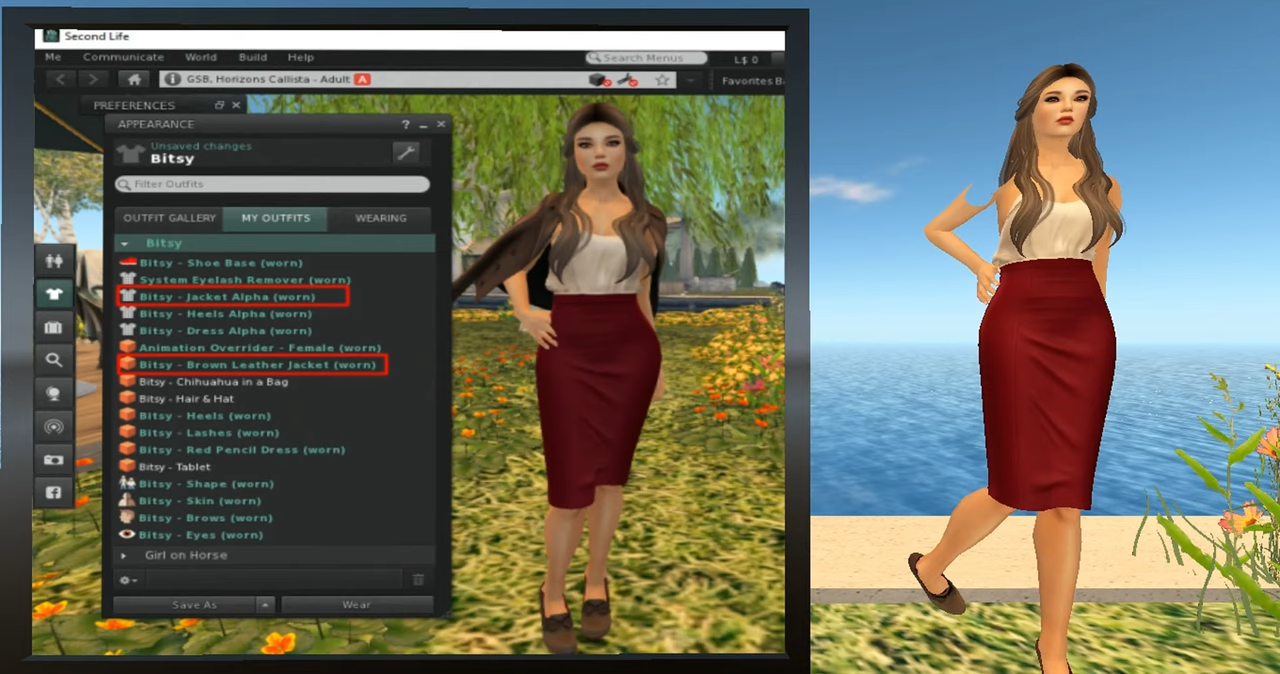 Second Life
Me Communicate World Build Help Search Menus L$ 0
GSB, Horizons Callista - Adult A Favorites B
PREFERENCES
APPEARANCE ?
Unsaved changes
Bitsy
Filter Outfits
OUTFIT GALLERY MY OUTFITS WEARING
Bitsy
Bitsy - Shoe Base (worn)
System Eyelash Remover (worn)
Bitsy - Jacket Alpha (worn)
Bitsy - Heels Alpha (worn)
Bitsy - Dress Alpha (worn)
Animation Overrider - Female (worn)
Bitsy - Brown Leather Jacket (worn)
Bitsy - Chihuahua in a Bag
Bitsy - Hair & Hat
Bitsy - Heels (worn)
Bitsy - Lashes (worn)
Bitsy - Red Pencil Dress (worn)
Bitsy - Tablet
Bitsy - Shape (worn)
Bitsy - Skin (worn)
Bitsy - Brows (worn)
Bitsy - Eyes (worn)
Girl on Horse
Save As Wear